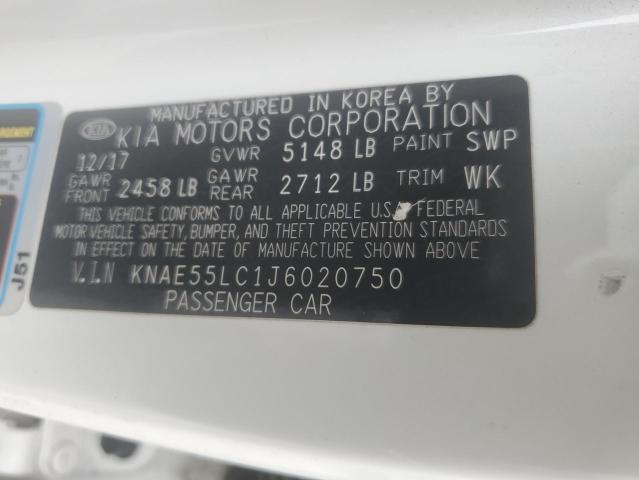 MANUFACTURED IN KOREA BY
KIA KIA MOTORS CORPORATION
12/17 GVWR 5148 LB PAINT SWP
GAWR FRONT 2458 LB GAWR REAR 2712 LB TRIM WK
THIS VEHICLE CONFORMS TO ALL APPLICABLE U.S. FEDERAL
MOTOR VEHICLE SAFETY, BUMPER, AND THEFT PREVENTION STANDARDS
IN EFFECT ON THE DATE OF MANUFACTURE SHOWN ABOVE
V.I.N KNAE55LC1J6020750
PASSENGER CAR
J51